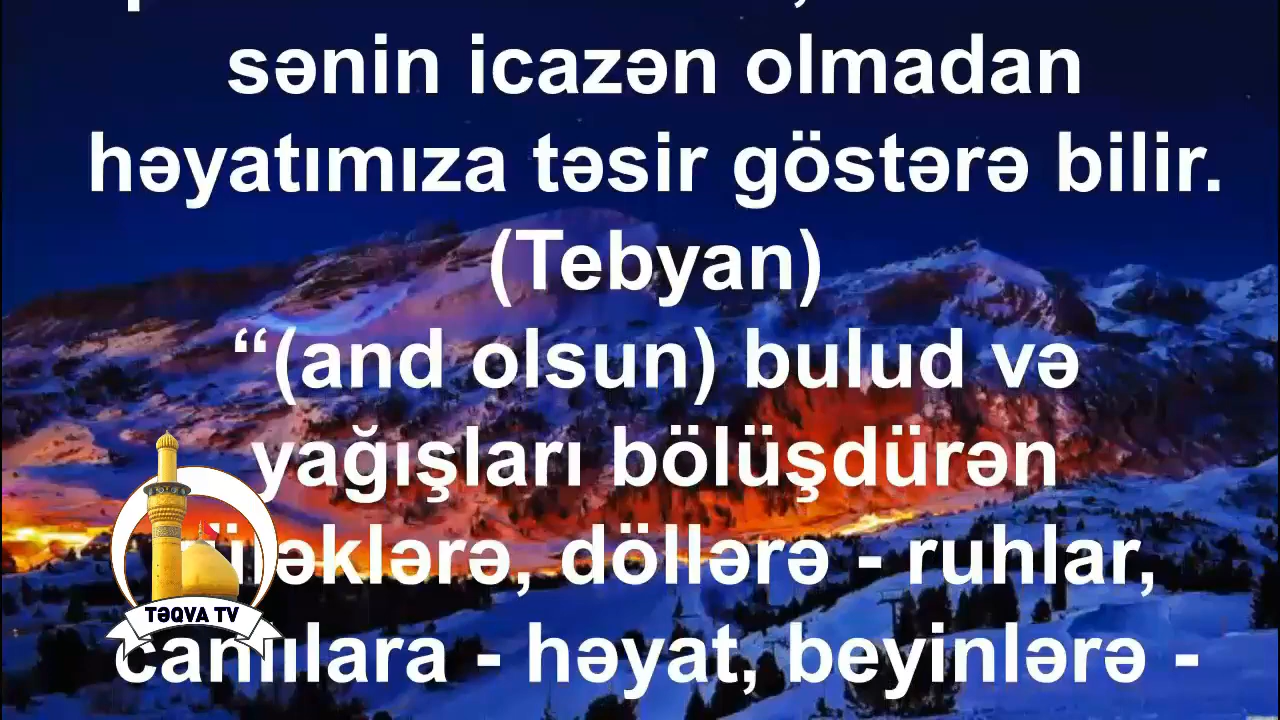 sənin icazən olmadan
həyatımıza təsir göstərə bilir.
(Tebyan)
“(and olsun) bulud və
yağışları bölüşdürən
döllərə - ruhlar,
TƏQVA TV
canlılara - həyat, beyinlərə -